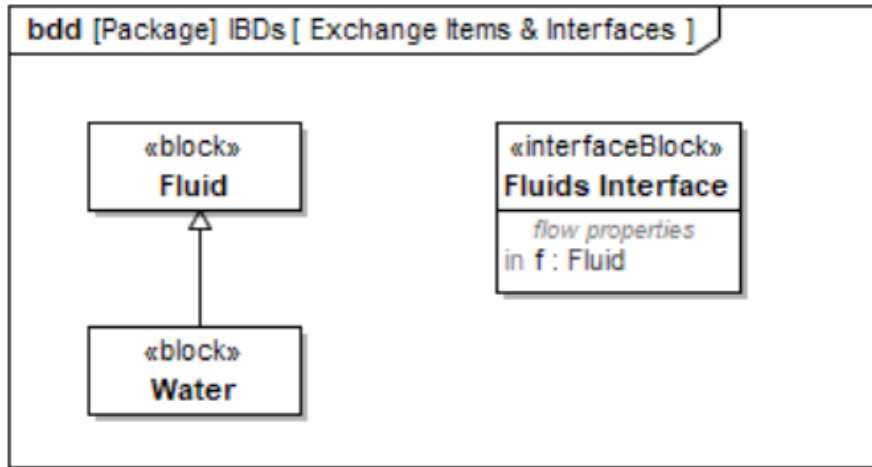 bdd [Package] IBDs [ Exchange Items & Interfaces ]
«block»
Fluid
«interfaceBlock»
Fluids Interface
flow properties
in f : Fluid
«block»
Water